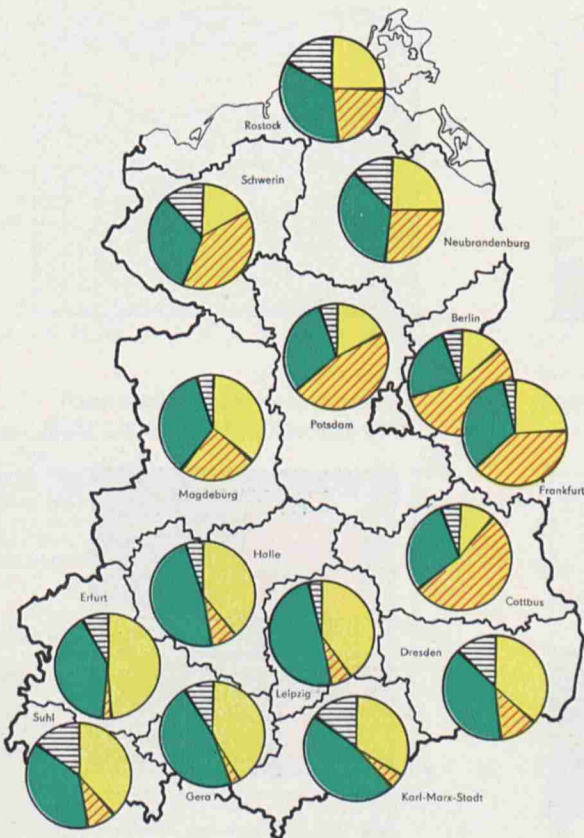 Rostock
Schwerin
Neubrandenburg
Berlin
Potsdam
Frankfurt
Magdeburg
Halle
Cottbus
Erfurt
Dresden
Leipzig
Suhl
Gera
Karl-Marx-Stadt